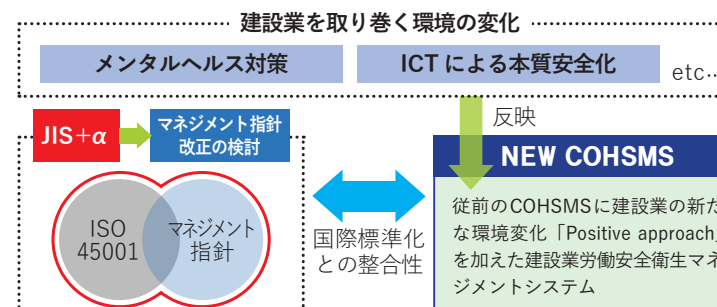 建設業を取り巻く環境の変化
メンタルヘルス対策
ICTによる本質安全化
etc…
JIS+α
マネジメント指針
改正の検討
反映
NEW COHSMS
ISO
45001
マネジメント
指針
国際標準化
との整合性
従前のCOHSMSに建設業の新た
な環境変化「Positive approach」
を加えた建設業労働安全衛生マネ
ジメントシステム